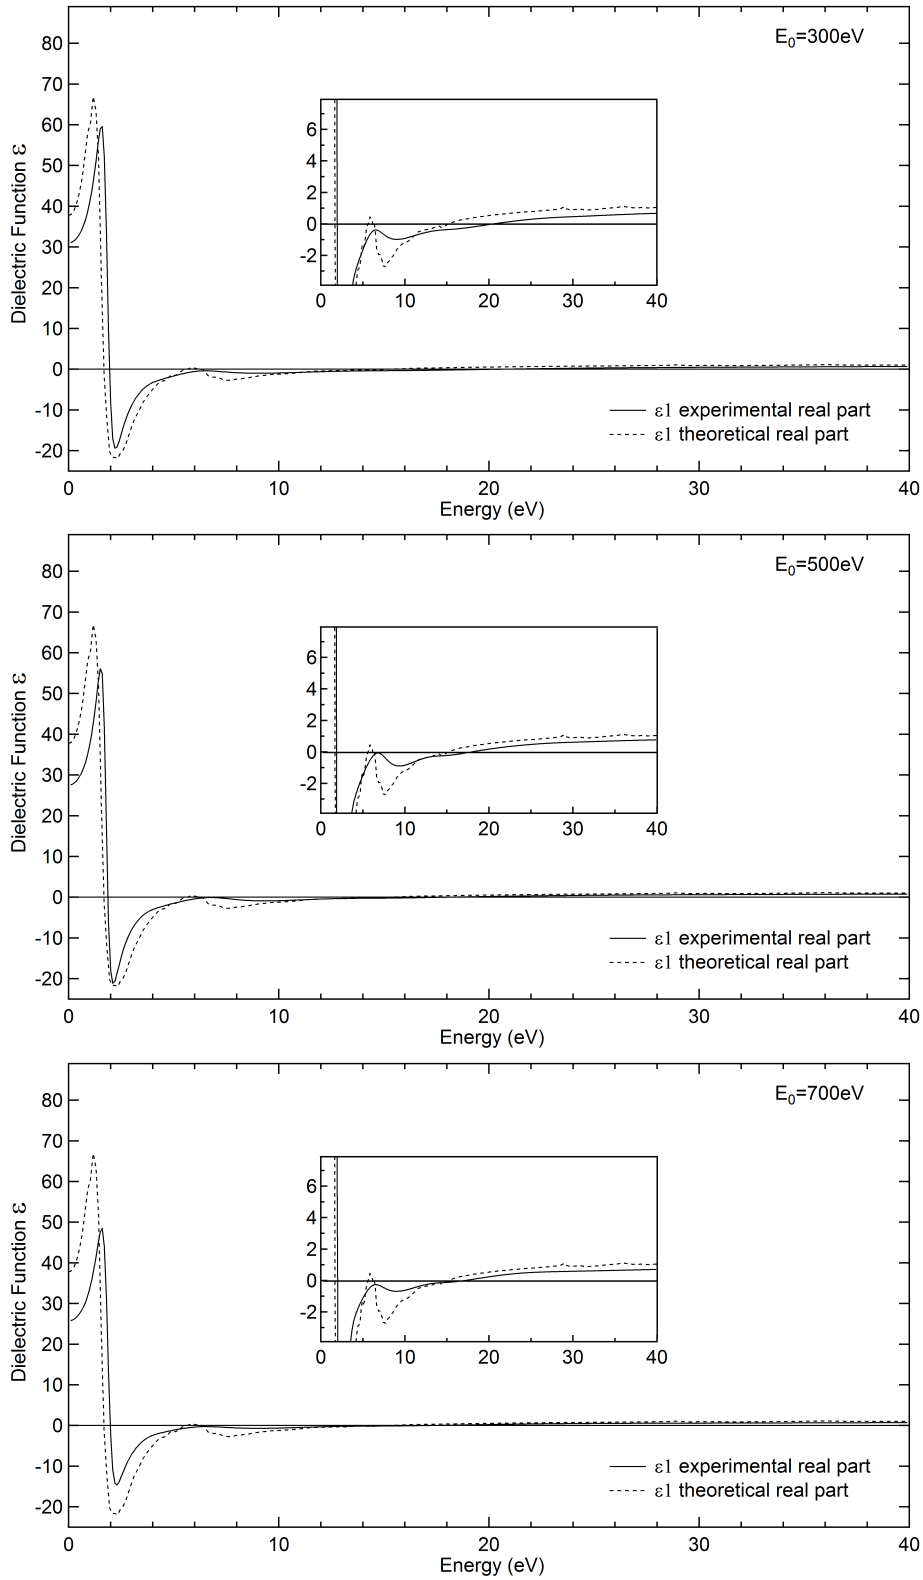 E₀=300eV
Dielectric Function ε
80
70
60
50
40
30
20
10
0
-10
-20
6
4
2
0
-2
0 10 20 30 40
ε1 experimental real part
ε1 theoretical real part
0 10 20 30 40
Energy (eV)
E₀=500eV
Dielectric Function ε
80
70
60
50
40
30
20
10
0
-10
-20
6
4
2
0
-2
0 10 20 30 40
ε1 experimental real part
ε1 theoretical real part
0 10 20 30 40
Energy (eV)
E₀=700eV
Dielectric Function ε
80
70
60
50
40
30
20
10
0
-10
-20
6
4
2
0
-2
0 10 20 30 40
ε1 experimental real part
ε1 theoretical real part
0 10 20 30 40
Energy (eV)